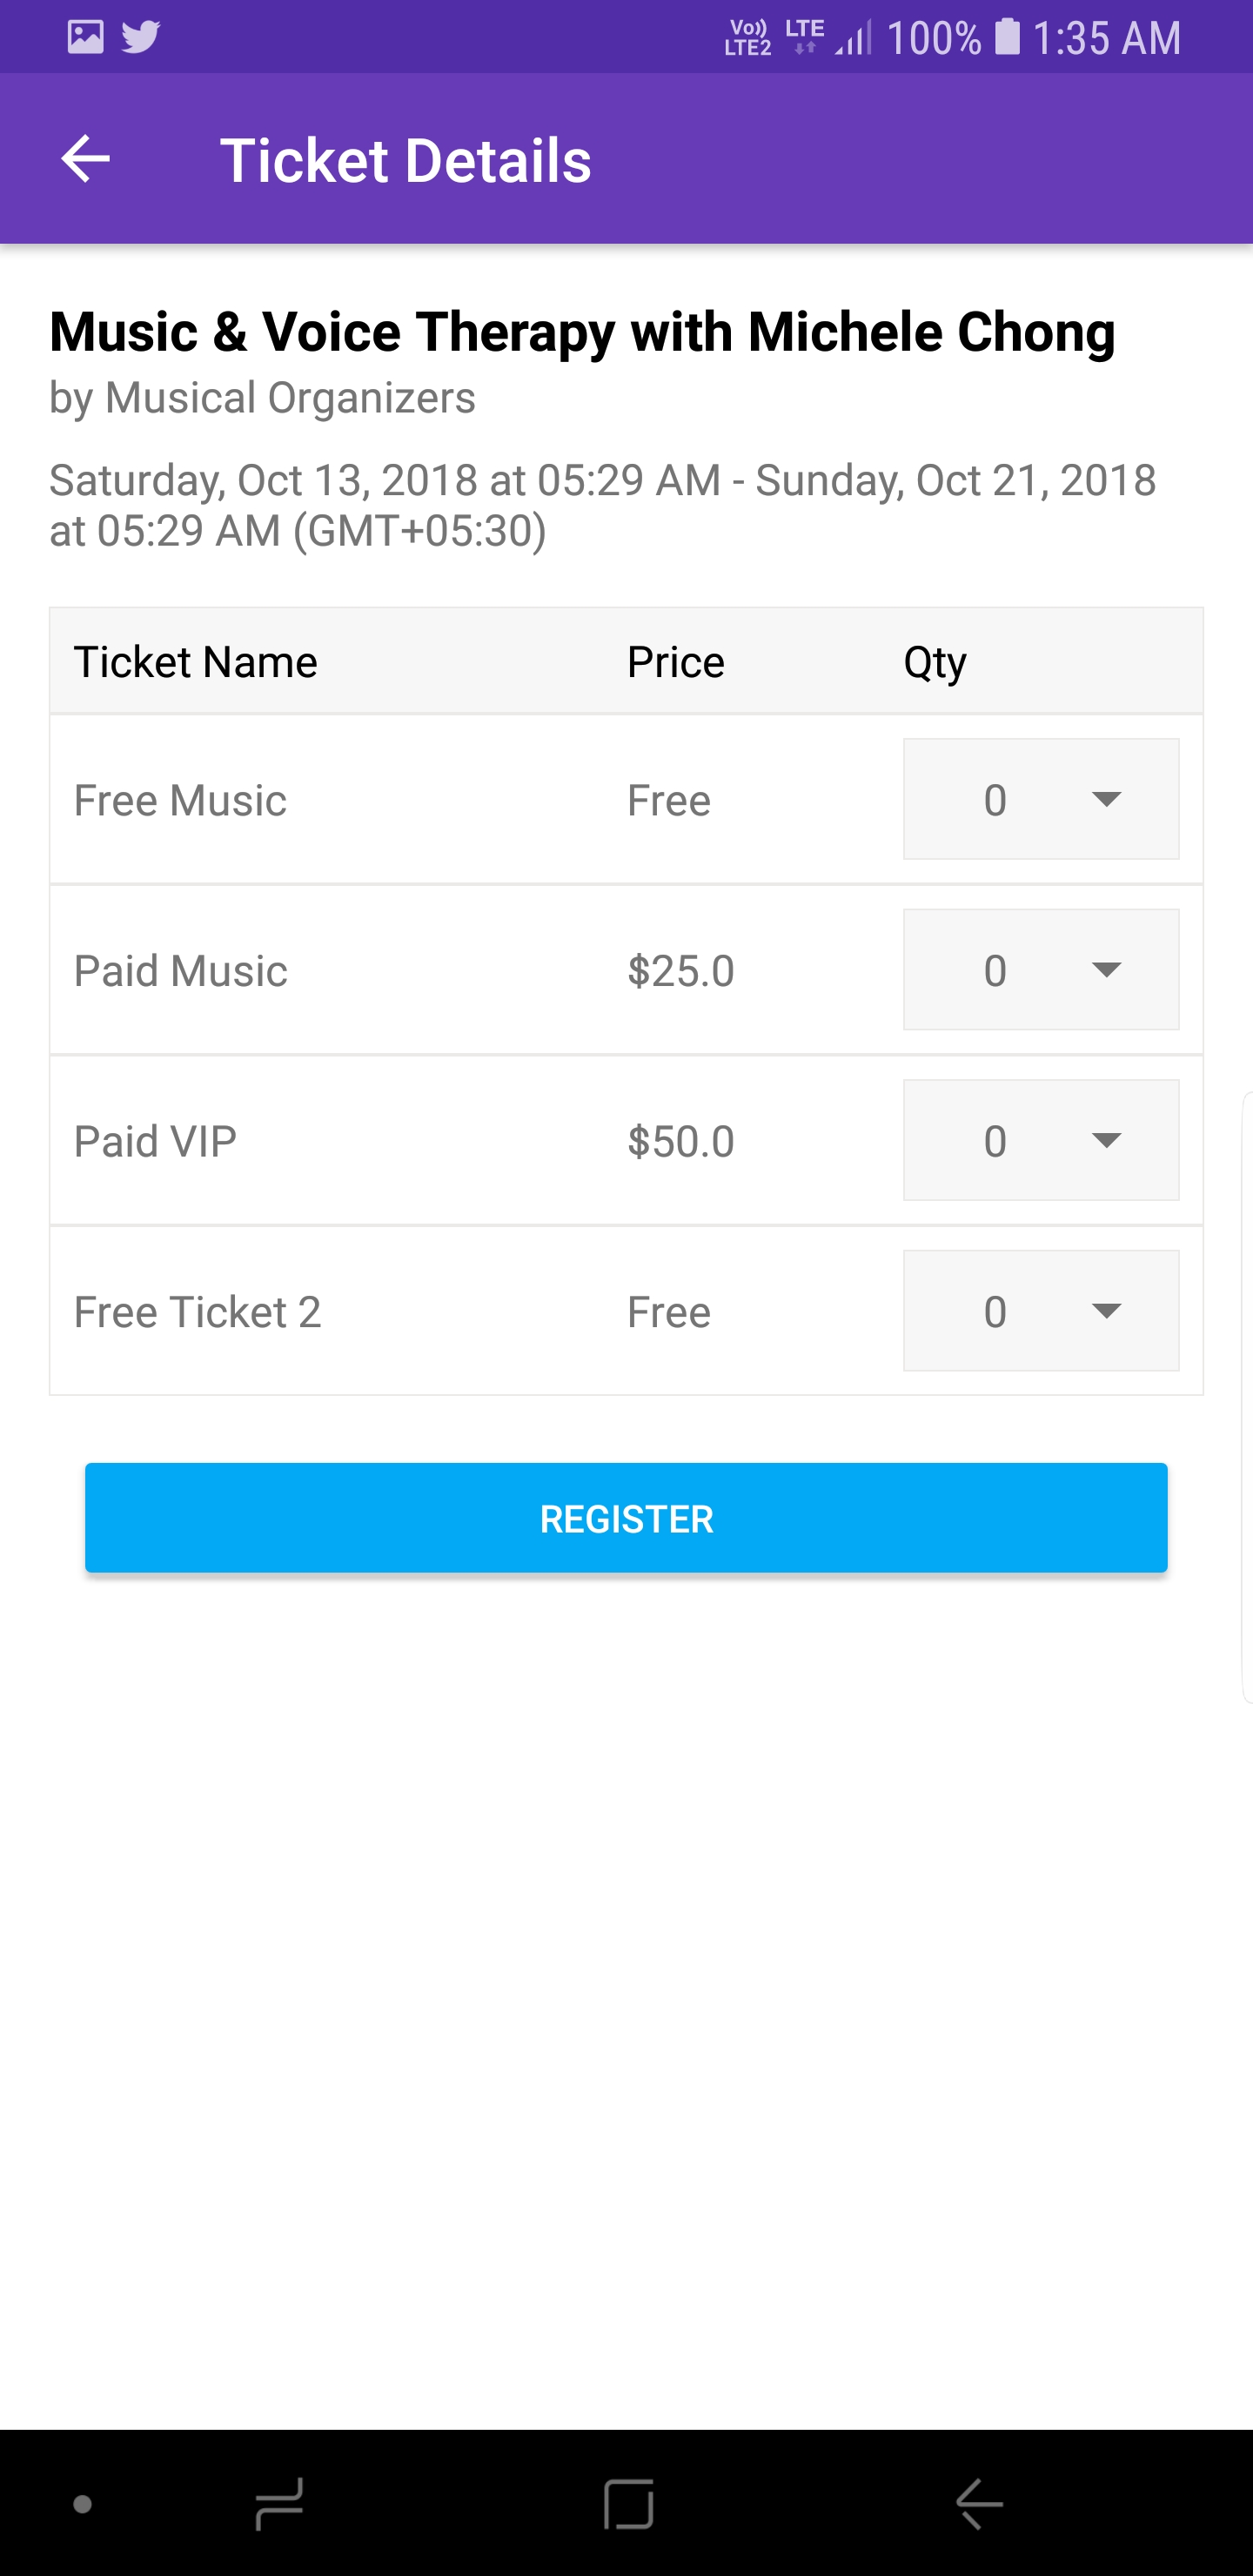 Vo)) LTE2 LTE 100% 1:35 AM
Ticket Details
Music & Voice Therapy with Michele Chong
by Musical Organizers
Saturday, Oct 13, 2018 at 05:29 AM - Sunday, Oct 21, 2018
at 05:29 AM (GMT+05:30)
Ticket Name Price Qty
Free Music Free 0
Paid Music $25.0 0
Paid VIP $50.0 0
Free Ticket 2 Free 0
REGISTER